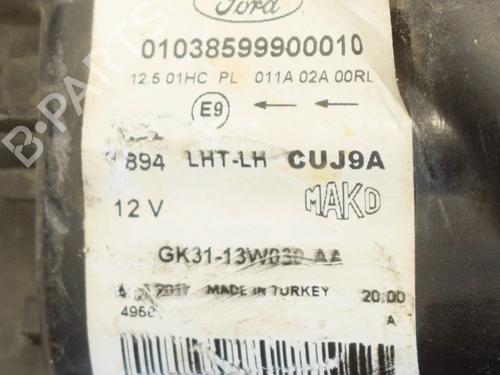 Ford
01038599900010
12.5 01HC PL 011A 02A 00RL
E9
894 LHT-LH CUJ9A
MAKO
12 V
GK31-13W030-AA
2017 MADE IN TURKEY 20:00
A
B-PARTS